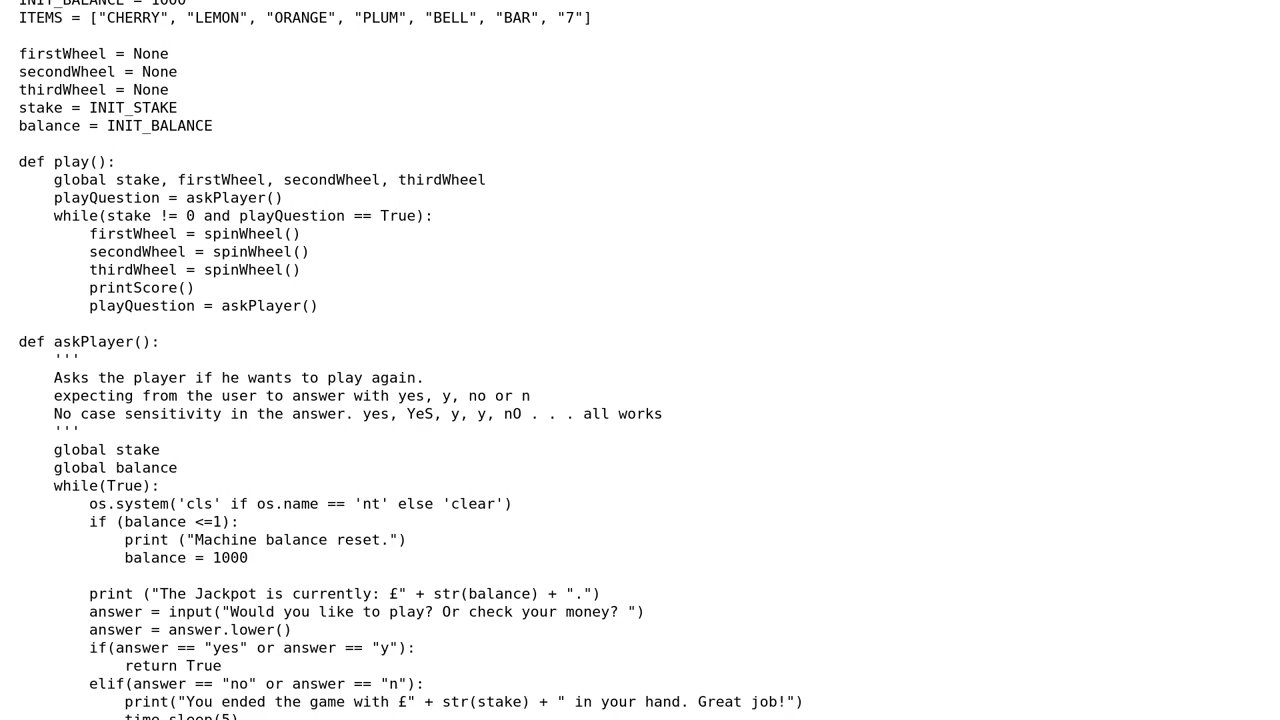 INIT_BALANCE = 1000
ITEMS = ["CHERRY", "LEMON", "ORANGE", "PLUM", "BELL", "BAR", "7"]

firstWheel = None
secondWheel = None
thirdWheel = None
stake = INIT_STAKE
balance = INIT_BALANCE

def play():
    global stake, firstWheel, secondWheel, thirdWheel
    playQuestion = askPlayer()
    while(stake != 0 and playQuestion == True):
        firstWheel = spinWheel()
        secondWheel = spinWheel()
        thirdWheel = spinWheel()
        printScore()
        playQuestion = askPlayer()

def askPlayer():
    '''
    Asks the player if he wants to play again.
    expecting from the user to answer with yes, y, no or n
    No case sensitivity in the answer. yes, YeS, y, y, nO . . . all works
    '''
    global stake
    global balance
    while(True):
        os.system('cls' if os.name == 'nt' else 'clear')
        if (balance <=1):
            print ("Machine balance reset.")
            balance = 1000

        print ("The Jackpot is currently: £" + str(balance) + ".")
        answer = input("Would you like to play? Or check your money? ")
        answer = answer.lower()
        if(answer == "yes" or answer == "y"):
            return True
        elif(answer == "no" or answer == "n"):
            print("You ended the game with £" + str(stake) + " in your hand. Great job!")
            time.sleep(5)